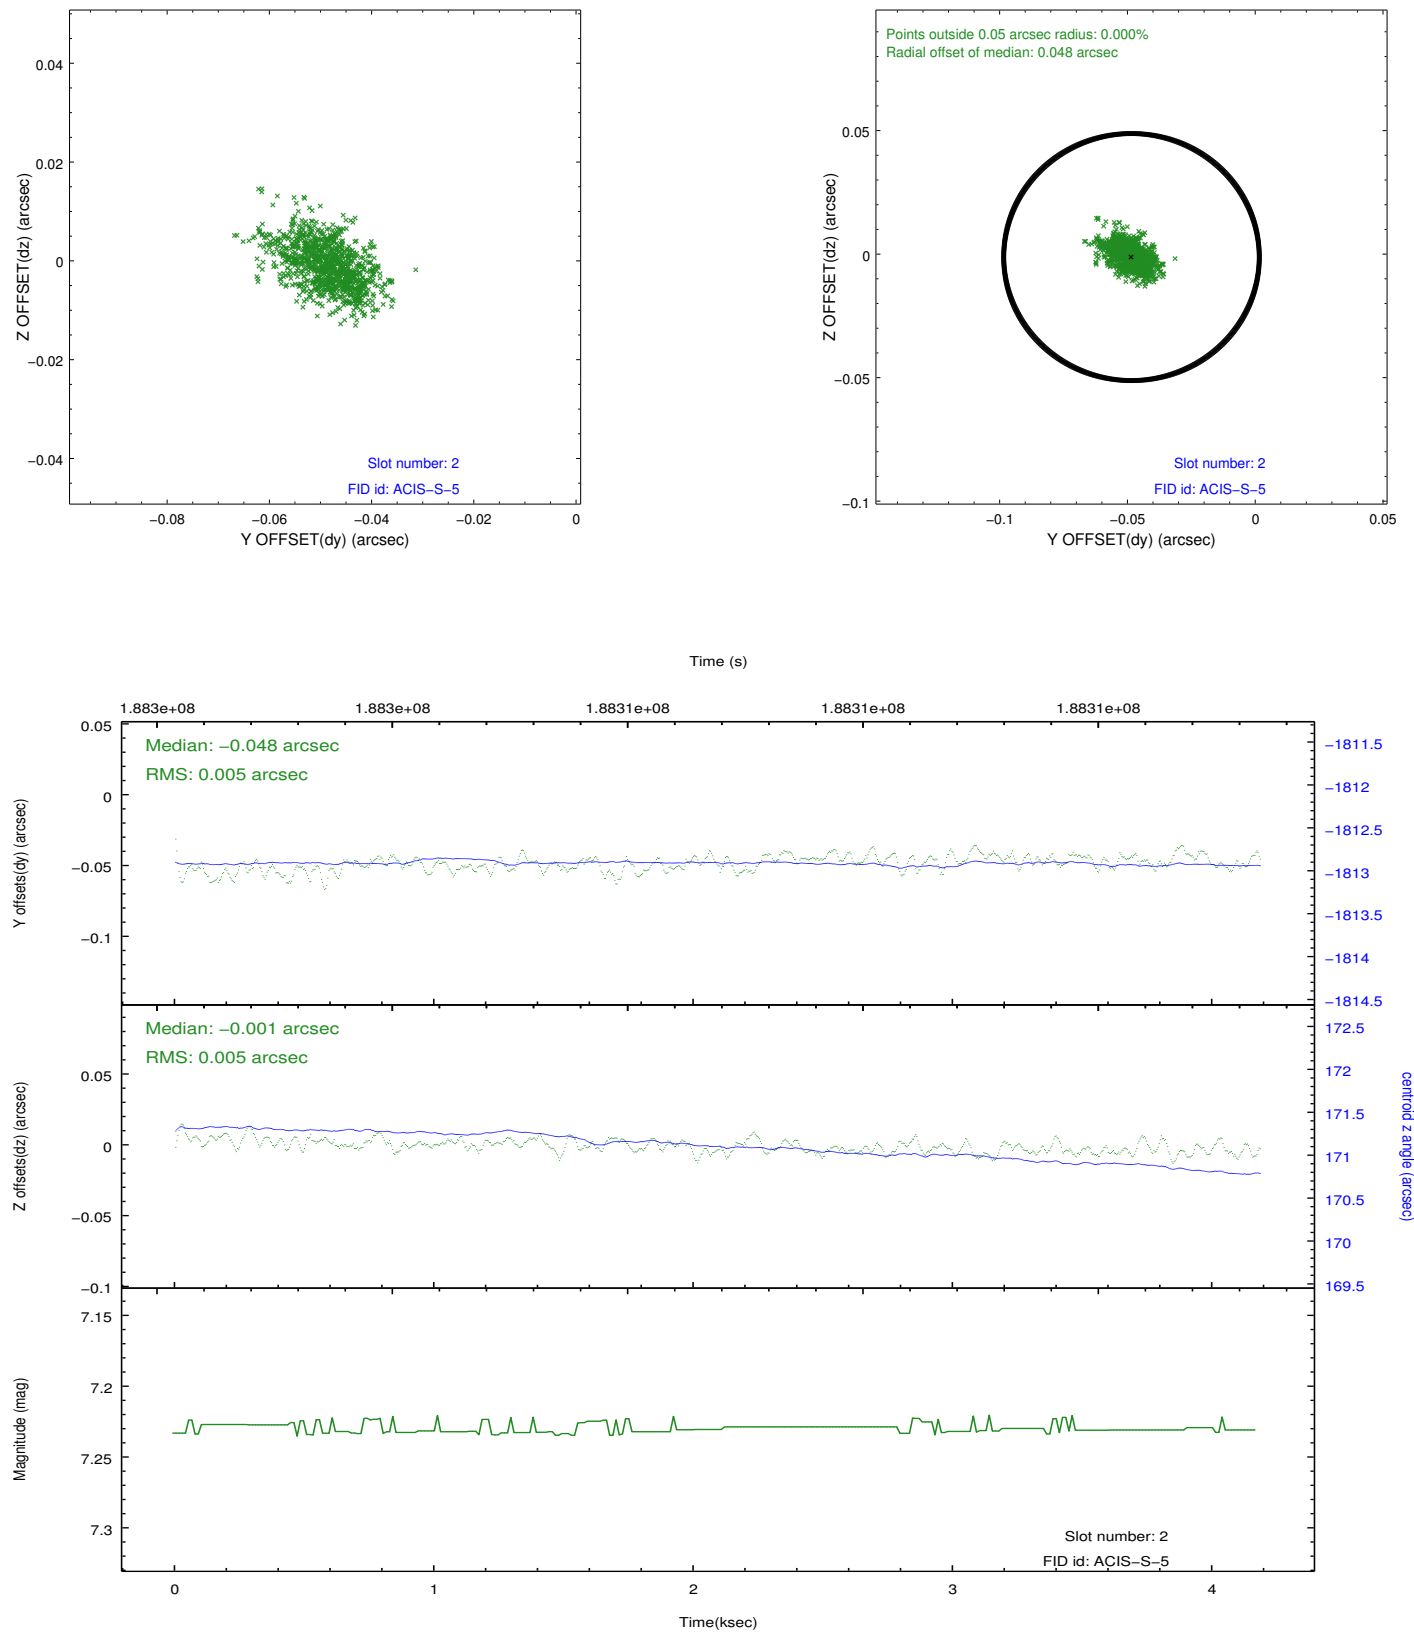 Points outside 0.05 arcsec radius: 0.000%
Radial offset of median: 0.048 arcsec
0.04
0.02
0
−0.02
−0.04
Z OFFSET(dz) (arcsec)
Slot number: 2
FID id: ACIS−S−5
−0.08
−0.06
−0.04
−0.02
0
Y OFFSET(dy) (arcsec)
0.05
0
−0.05
−0.1
Z OFFSET(dz) (arcsec)
Slot number: 2
FID id: ACIS−S−5
−0.1
−0.05
0
0.05
Y OFFSET(dy) (arcsec)
Time (s)
1.883e+08
1.883e+08
1.8831e+08
1.8831e+08
1.8831e+08
Median: −0.048 arcsec
RMS: 0.005 arcsec
0.05
0
−0.05
−0.1
Y offsets(dy) (arcsec)
−1811.5
−1812
−1812.5
−1813
−1813.5
−1814
−1814.5
Median: −0.001 arcsec
RMS: 0.005 arcsec
0.05
0
−0.05
−0.1
Z offsets(dz) (arcsec)
172.5
172
171.5
171
170.5
170
169.5
centroid z angle (arcsec)
7.15
7.2
7.25
7.3
Magnitude (mag)
Slot number: 2
FID id: ACIS−S−5
0
1
2
3
4
Time(ksec)